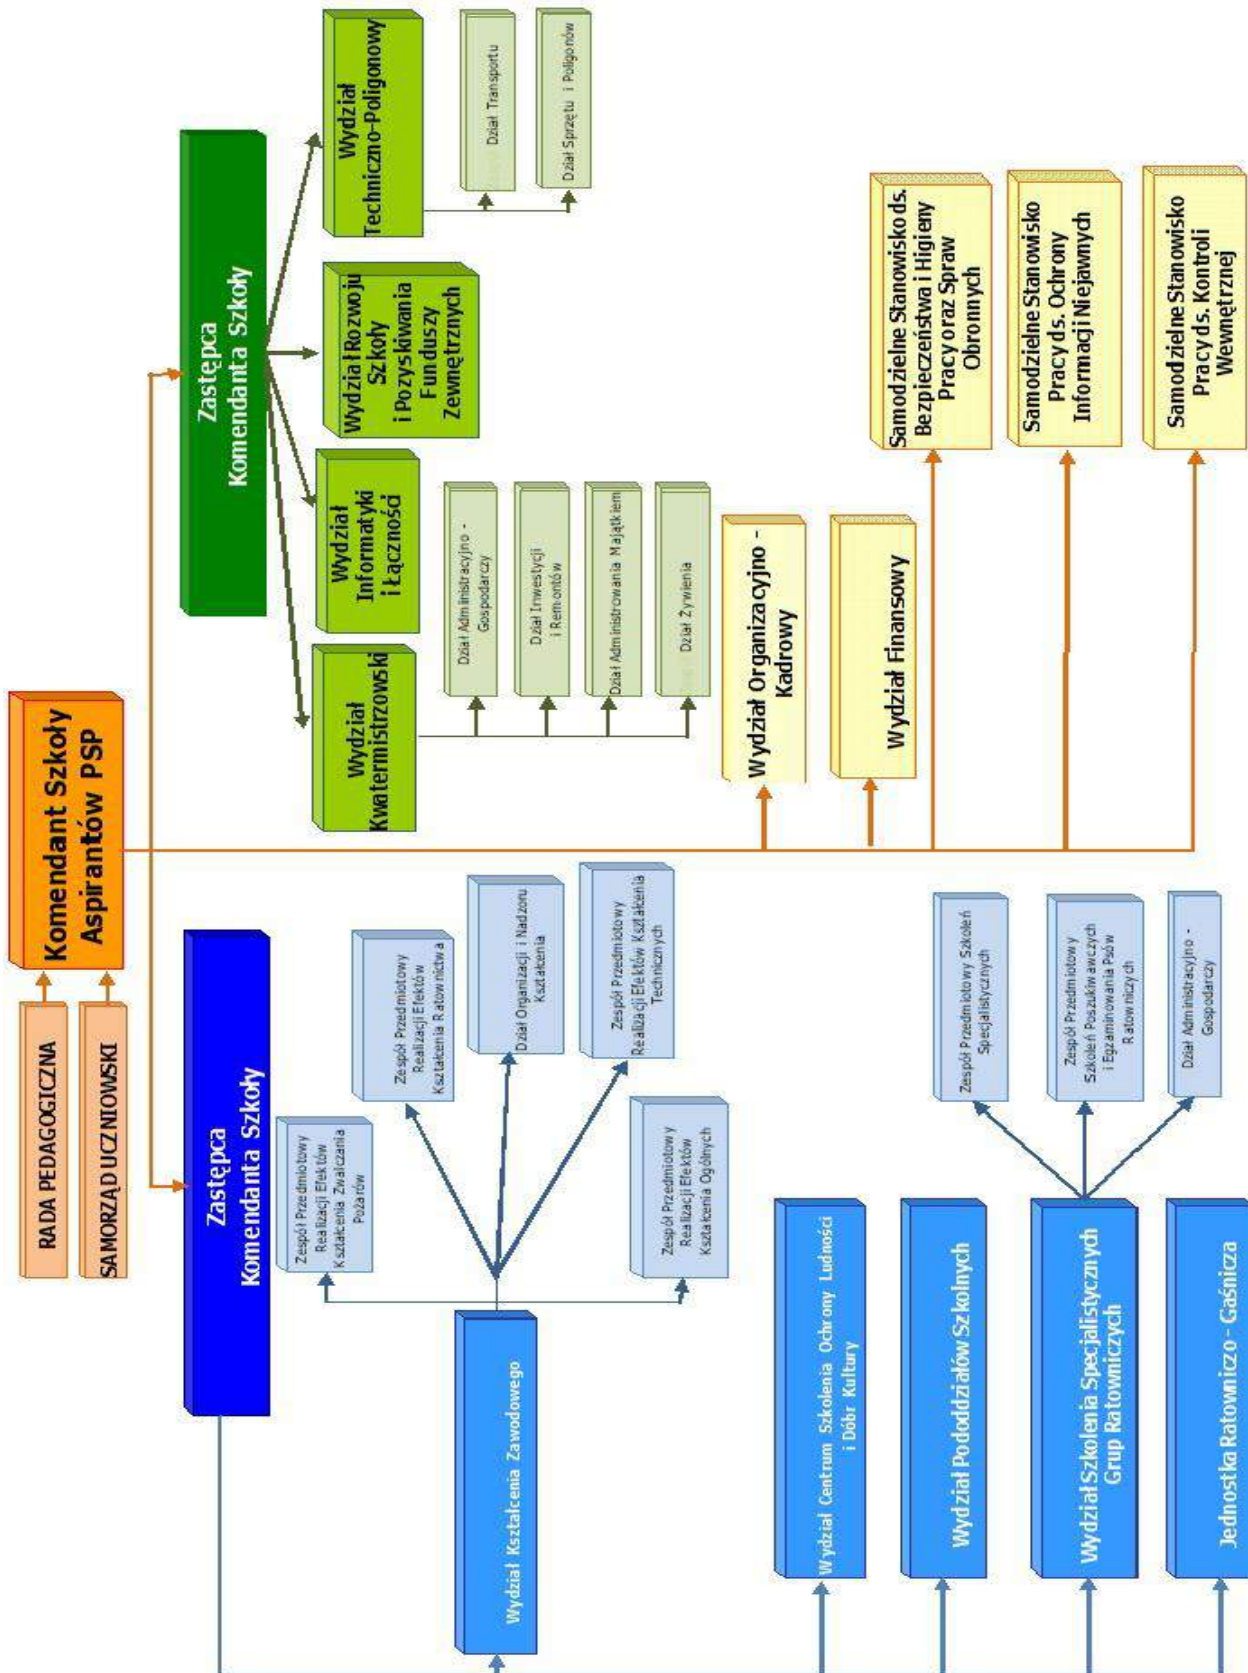 RADA PEDAGOGICZNA
SAMORZĄD UCZNIOWSKI
Komendant Szkoły
Aspirantów PSP
Zastępca
Komendanta Szkoły
Zastępca
Komendanta Szkoły
Wydział Kształcenia Zawodowego
Zespół Przedmiotowy
Realizacji Efektów
Kształcenia Zwalczania
Pożarów
Zespół Przedmiotowy
Realizacji Efektów
Kształcenia Ratownictwa
Dział Organizacji i Nadzoru
Kształcenia
Zespół Przedmiotowy
Realizacji Efektów Kształcenia
Technicznych
Zespół Przedmiotowy
Realizacji Efektów
Kształcenia Ogólnych
Wydział Centrum Szkolenia Ochrony Ludności
i Dóbr Kultury
Wydział Pododdziałów Szkolnych
Wydział Szkolenia Specjalistycznych
Grup Ratowniczych
Zespół Przedmiotowy Szkoleń
Specjalistycznych
Zespół Przedmiotowy
Szkoleń Poszukiwawczych
i Egzaminowania Psów
Ratowniczych
Dział Administracyjno -
Gospodarczy
Jednostka Ratowniczo - Gaśnicza
Wydział
Kwatermistrzowski
Wydział
Informatyki
i Łączności
Wydział Rozwoju
Szkoły
i Pozyskiwania
Funduszy
Zewnętrznych
Wydział
Techniczno-Poligonowy
Dział Administracyjno -
Gospodarczy
Dział Inwestycji
i Remontów
Dział Administrowania Majątkiem
Dział Żywienia
Dział Transportu
Dział Sprzętu i Poligonów
Wydział Organizacyjno -
Kadrowy
Wydział Finansowy
Samodzielne Stanowisko ds.
Bezpieczeństwa i Higieny
Pracy oraz Spraw
Obronnych
Samodzielne Stanowisko
Pracy ds. Ochrony
Informacji Niejawnych
Samodzielne Stanowisko
Pracy ds. Kontroli
Wewnętrznej